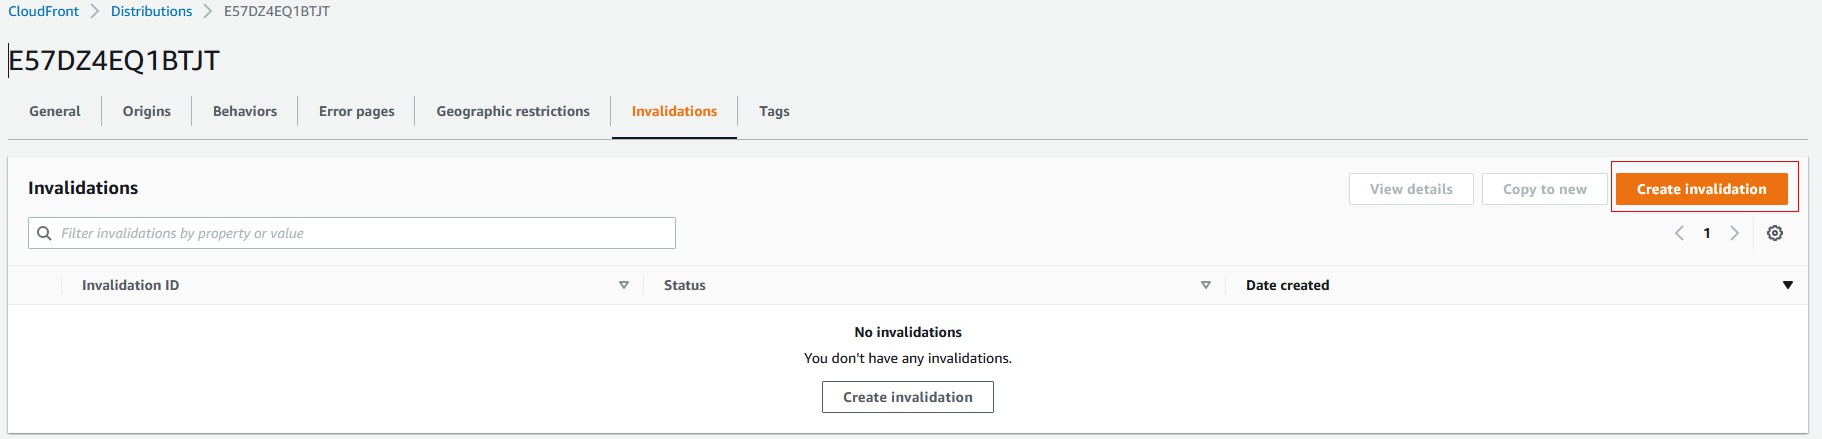 CloudFront > Distributions > E57DZ4EQ1BTJT
E57DZ4EQ1BTJT
General Origins Behaviors Error pages Geographic restrictions Invalidations Tags
Invalidations View details Copy to new Create invalidation
Filter invalidations by property or value < 1 >
Invalidation ID Status Date created
No invalidations
You don't have any invalidations.
Create invalidation